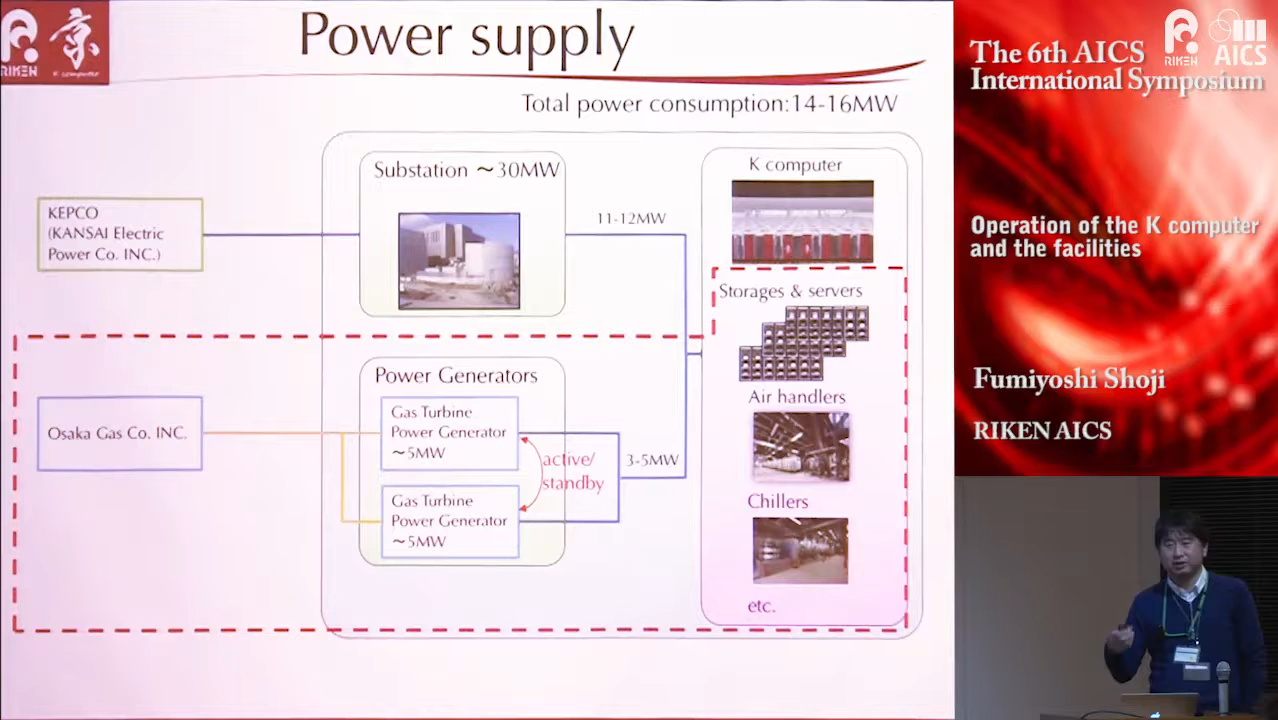 RIKEN
京
K computer
Power supply
Total power consumption:14-16MW
KEPCO
(KANSAI Electric
Power Co. INC.)
Substation ～30MW
11-12MW
K computer
Storages & servers
Air handlers
Chillers
etc.
Osaka Gas Co. INC.
Power Generators
Gas Turbine
Power Generator
～5MW
Gas Turbine
Power Generator
～5MW
active/
standby
3-5MW
RIKEN
AICS
The 6th AICS
International Symposium
Operation of the K computer
and the facilities
Fumiyoshi Shoji
RIKEN AICS